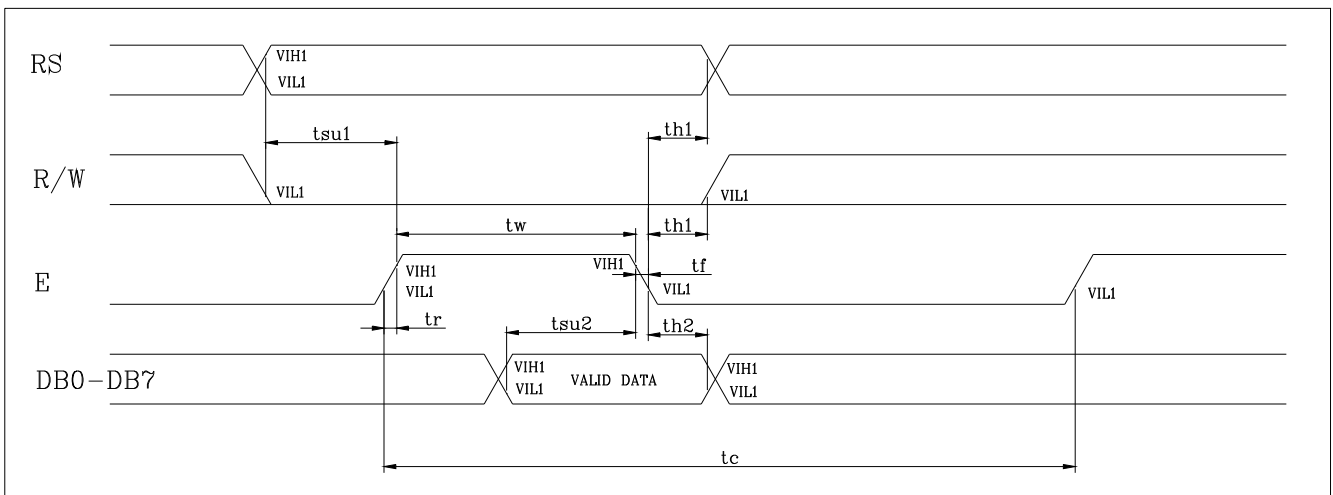 RS
VIH1
VIL1
tsu1
th1
R/W
VIL1
VIL1
tw
th1
E
VIH1
VIL1
VIH1
tf
VIL1
VIL1
tr
tsu2
th2
DB0-DB7
VIH1
VIL1
VALID DATA
VIH1
VIL1
tc